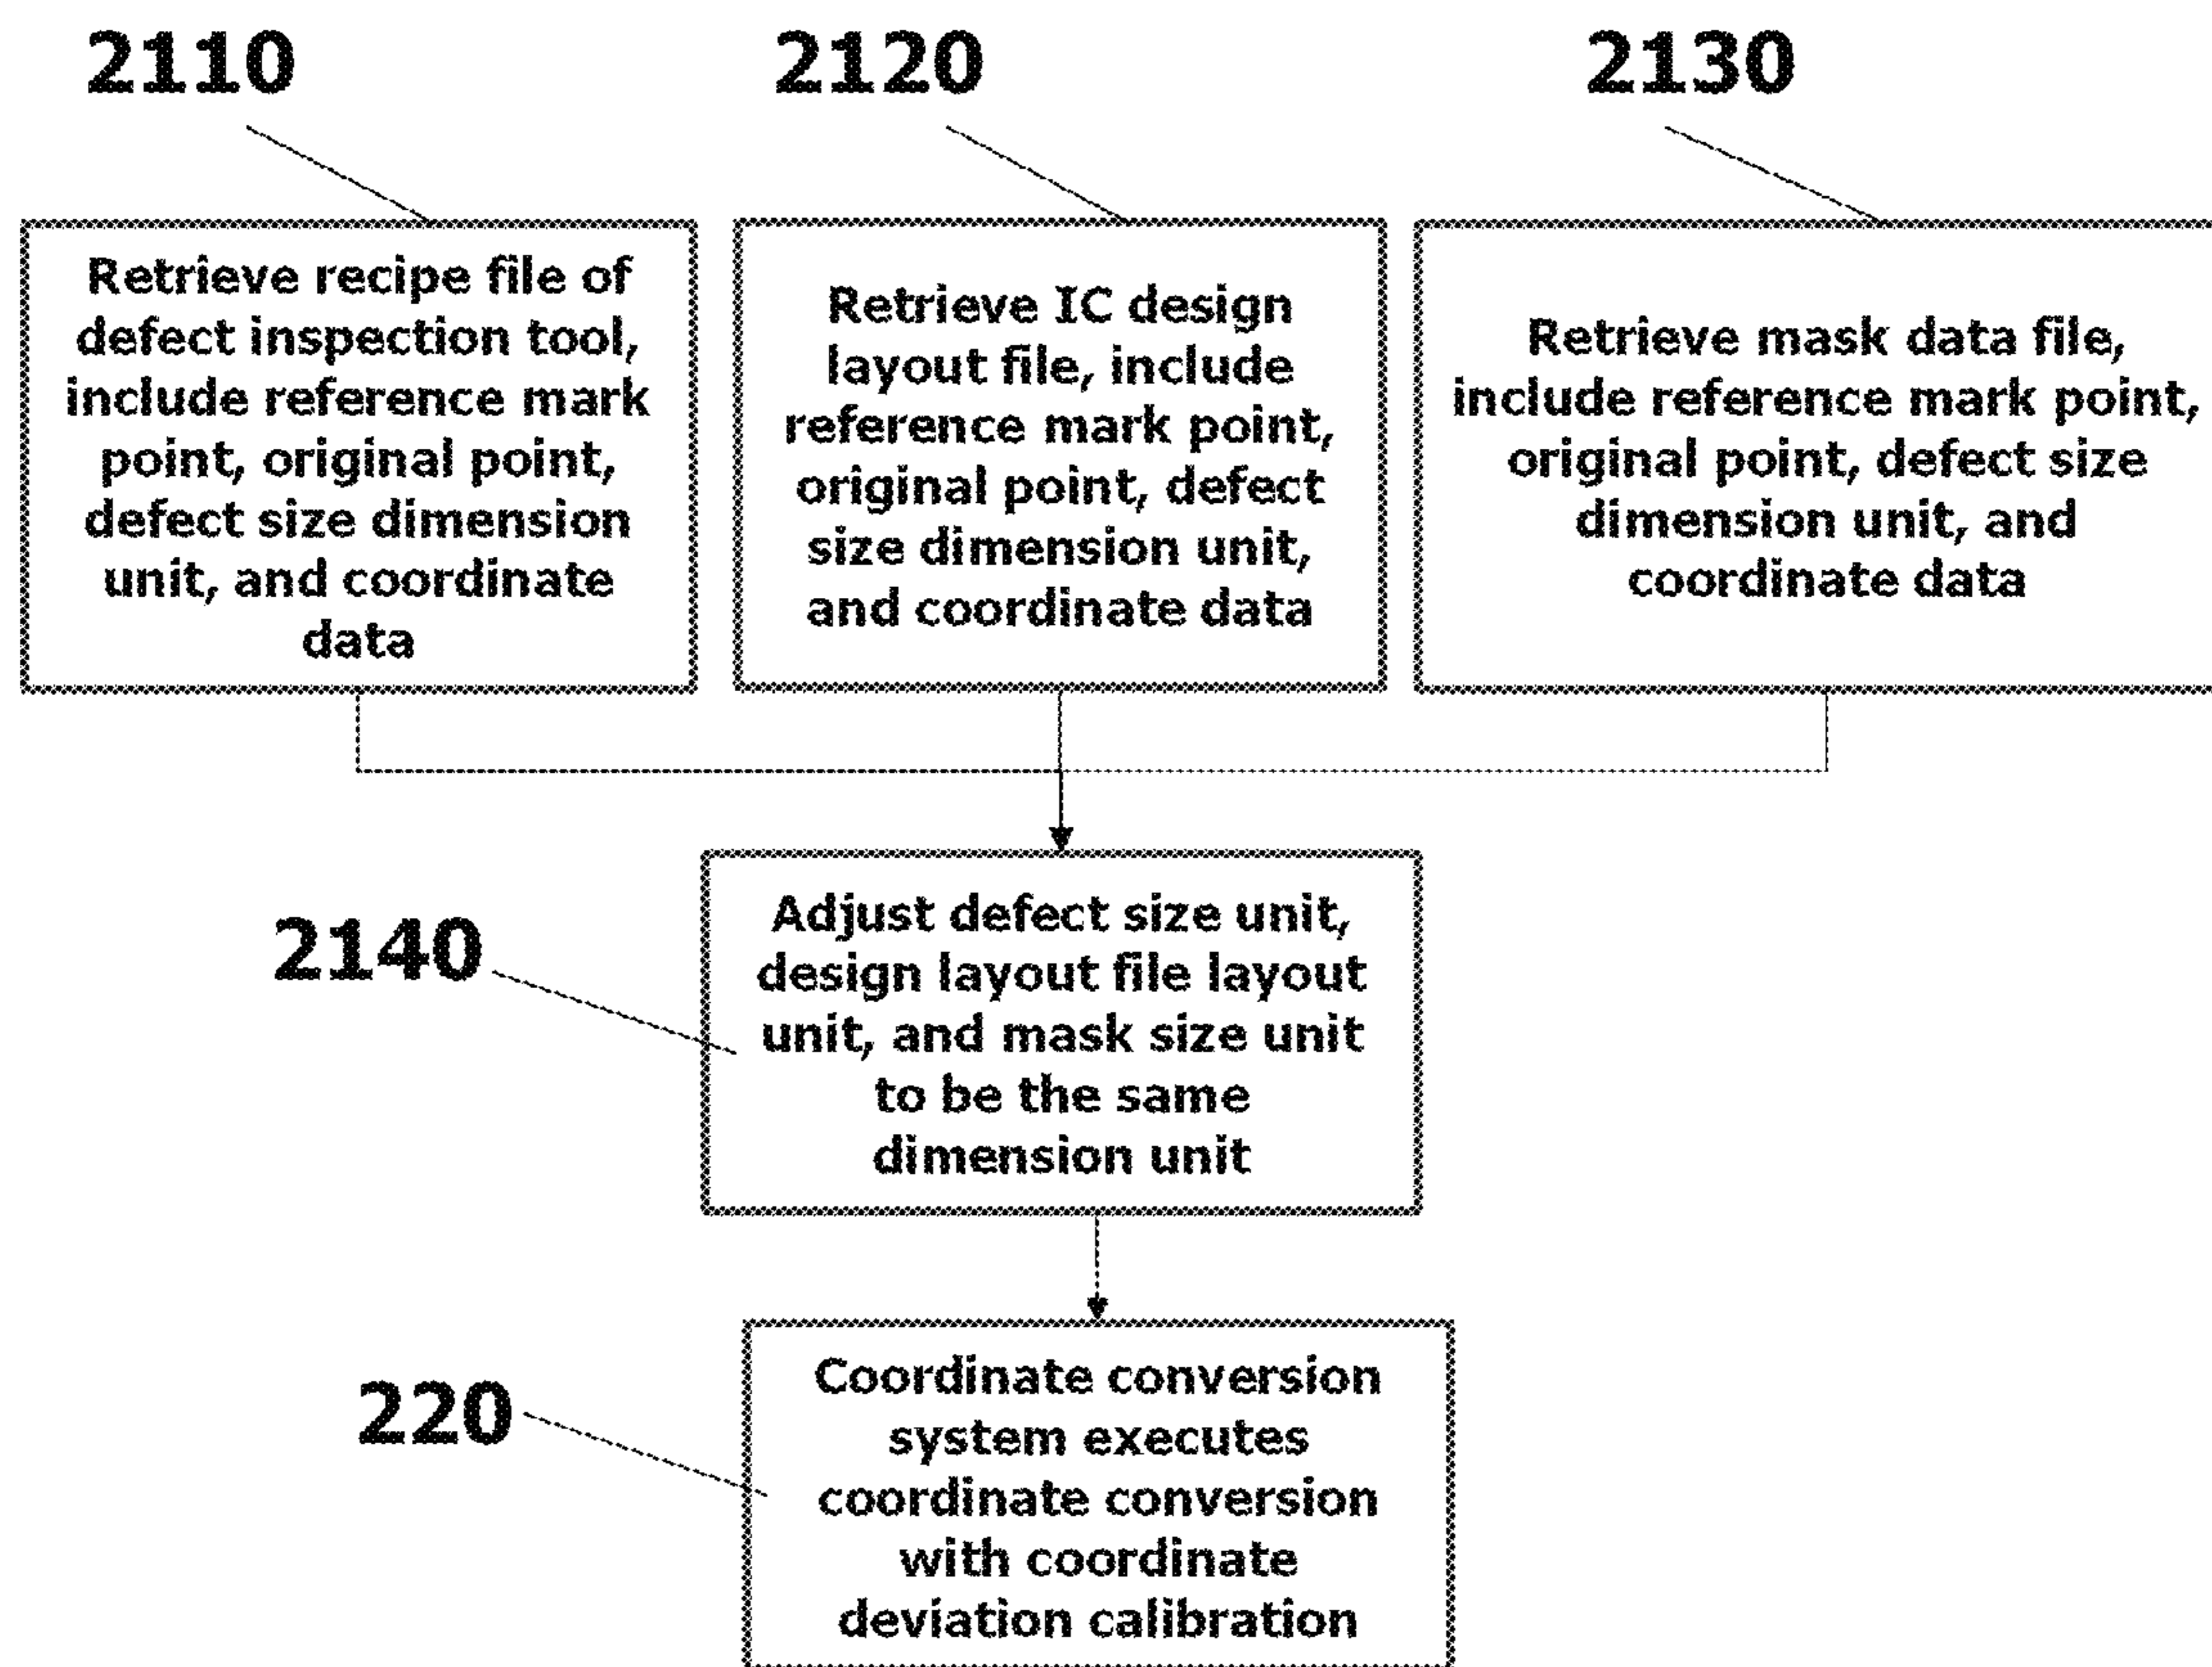 2110
2120
2130
Retrieve recipe file of
defect inspection tool,
include reference mark
point, original point,
defect size dimension
unit, and coordinate
data
Retrieve IC design
layout file, include
reference mark point,
original point, defect
size dimension unit,
and coordinate data
Retrieve mask data file,
include reference mark point,
original point, defect size
dimension unit, and
coordinate data
2140
Adjust defect size unit,
design layout file layout
unit, and mask size unit
to be the same
dimension unit
220
Coordinate conversion
system executes
coordinate conversion
with coordinate
deviation calibration